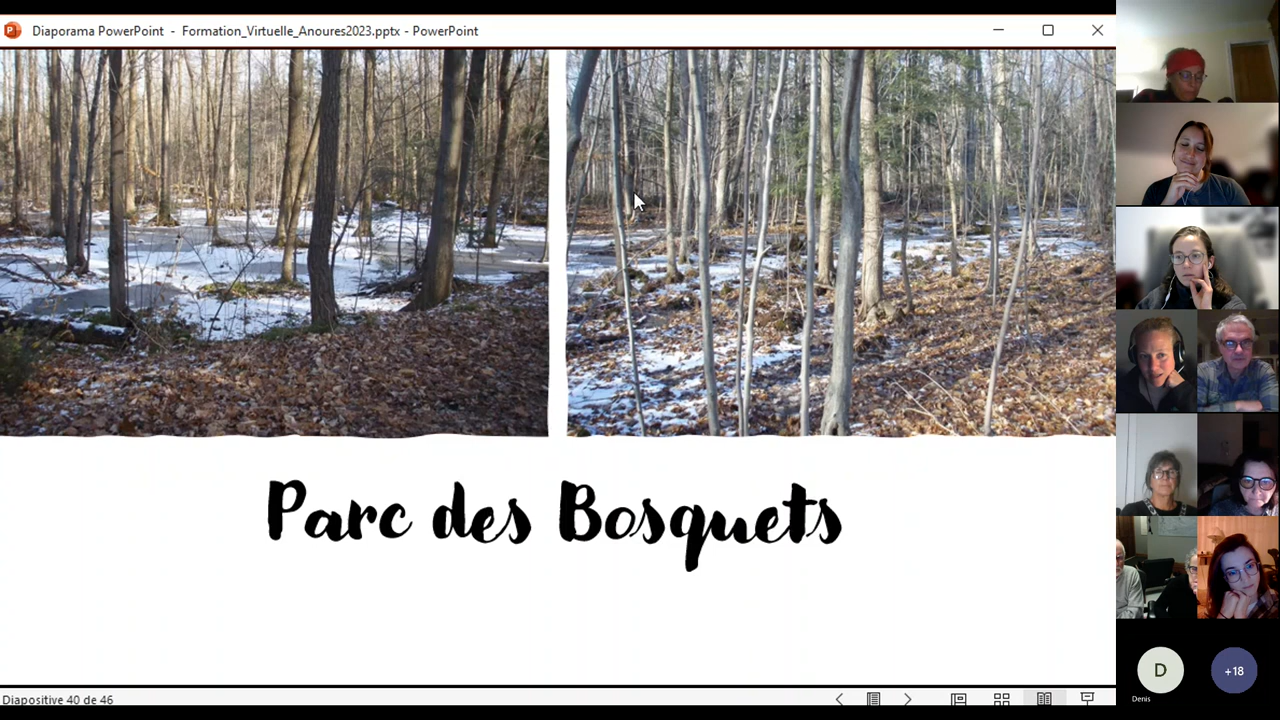 Diaporama PowerPoint - Formation_Virtuelle_Anoures2023.pptx - PowerPoint
Parc des Bosquets
D
+18
Denis
Diapositive 40 de 46